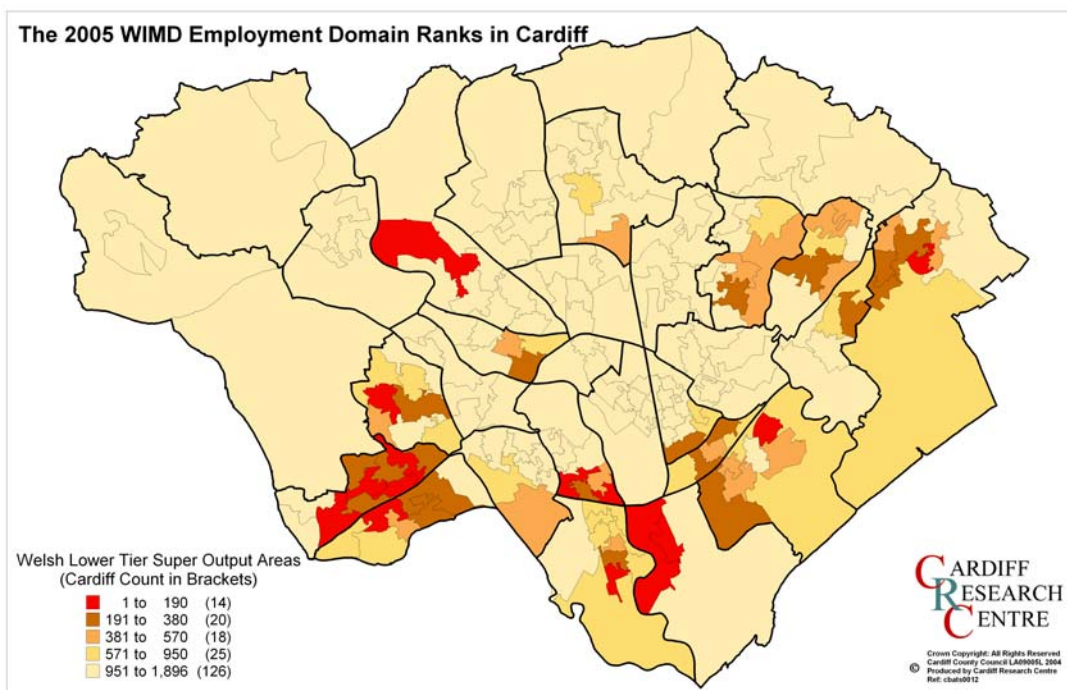 The 2005 WIMD Employment Domain Ranks in Cardiff
Welsh Lower Tier Super Output Areas
(Cardiff Count in Brackets)
1 to 190 (14)
191 to 380 (20)
381 to 570 (18)
571 to 950 (25)
951 to 1,896 (126)
CARDIFF
RESEARCH
CENTRE
© Crown Copyright: All Rights Reserved
Cardiff County Council LA09005L 2004
Produced by Cardiff Research Centre
Ref: cbats0012